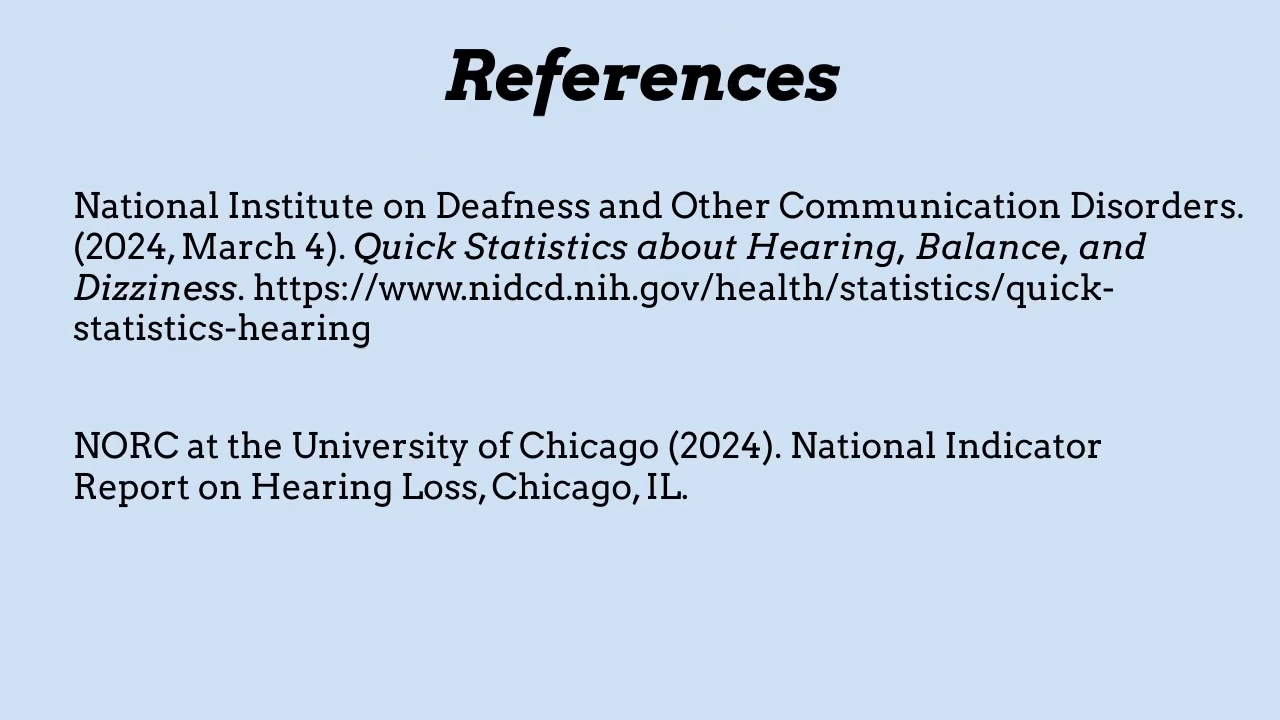 References
National Institute on Deafness and Other Communication Disorders.
(2024, March 4). Quick Statistics about Hearing, Balance, and
Dizziness. https://www.nidcd.nih.gov/health/statistics/quick-
statistics-hearing
NORC at the University of Chicago (2024). National Indicator
Report on Hearing Loss, Chicago, IL.